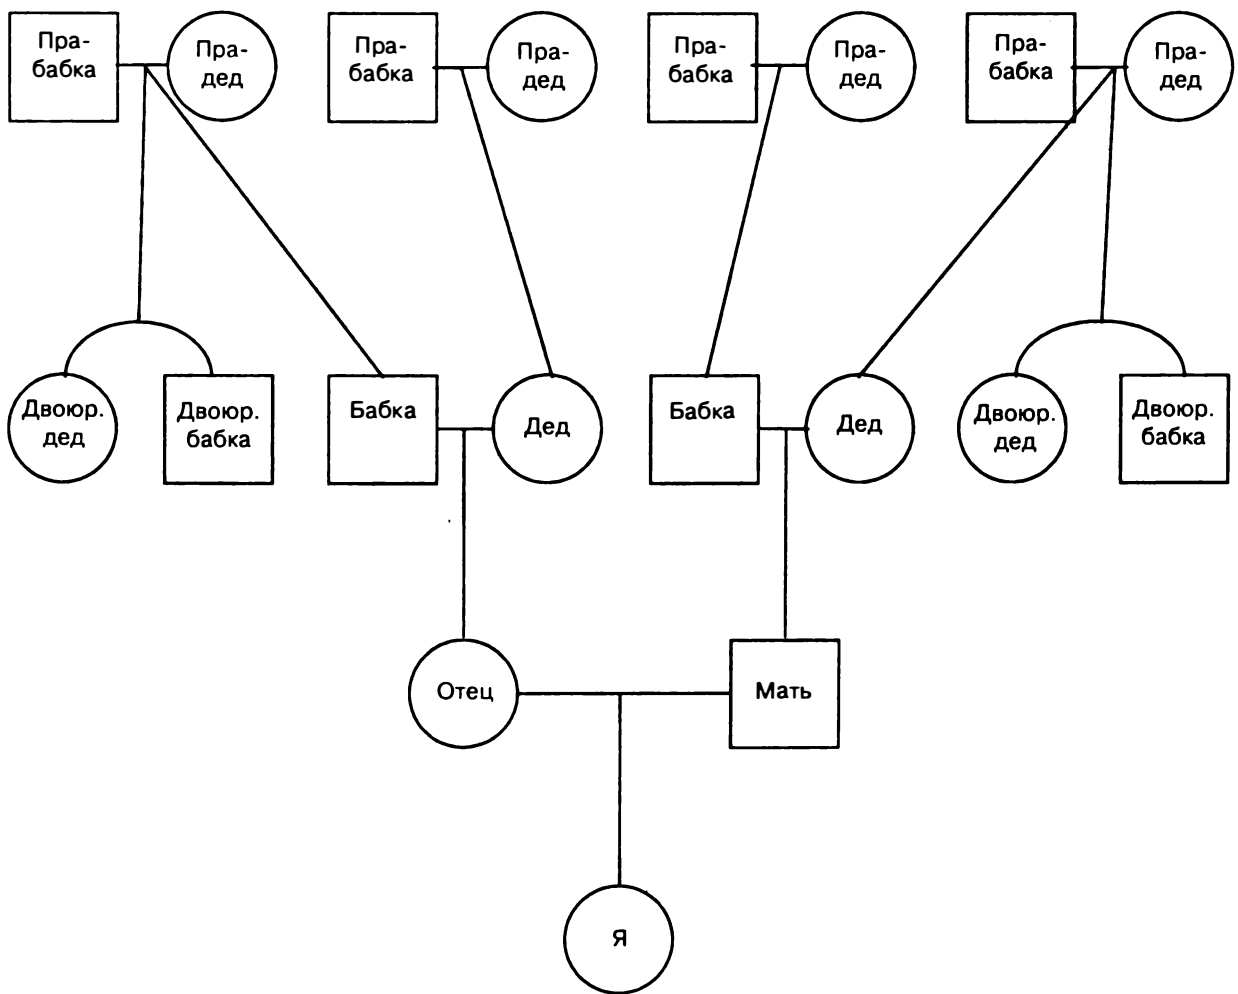 Пра-
бабка
Пра-
дед
Пра-
бабка
Пра-
дед
Пра-
бабка
Пра-
дед
Пра-
бабка
Пра-
дед
Двоюр.
дед
Двоюр.
бабка
Бабка
Дед
Бабка
Дед
Двоюр.
дед
Двоюр.
бабка
Отец
Мать
Я